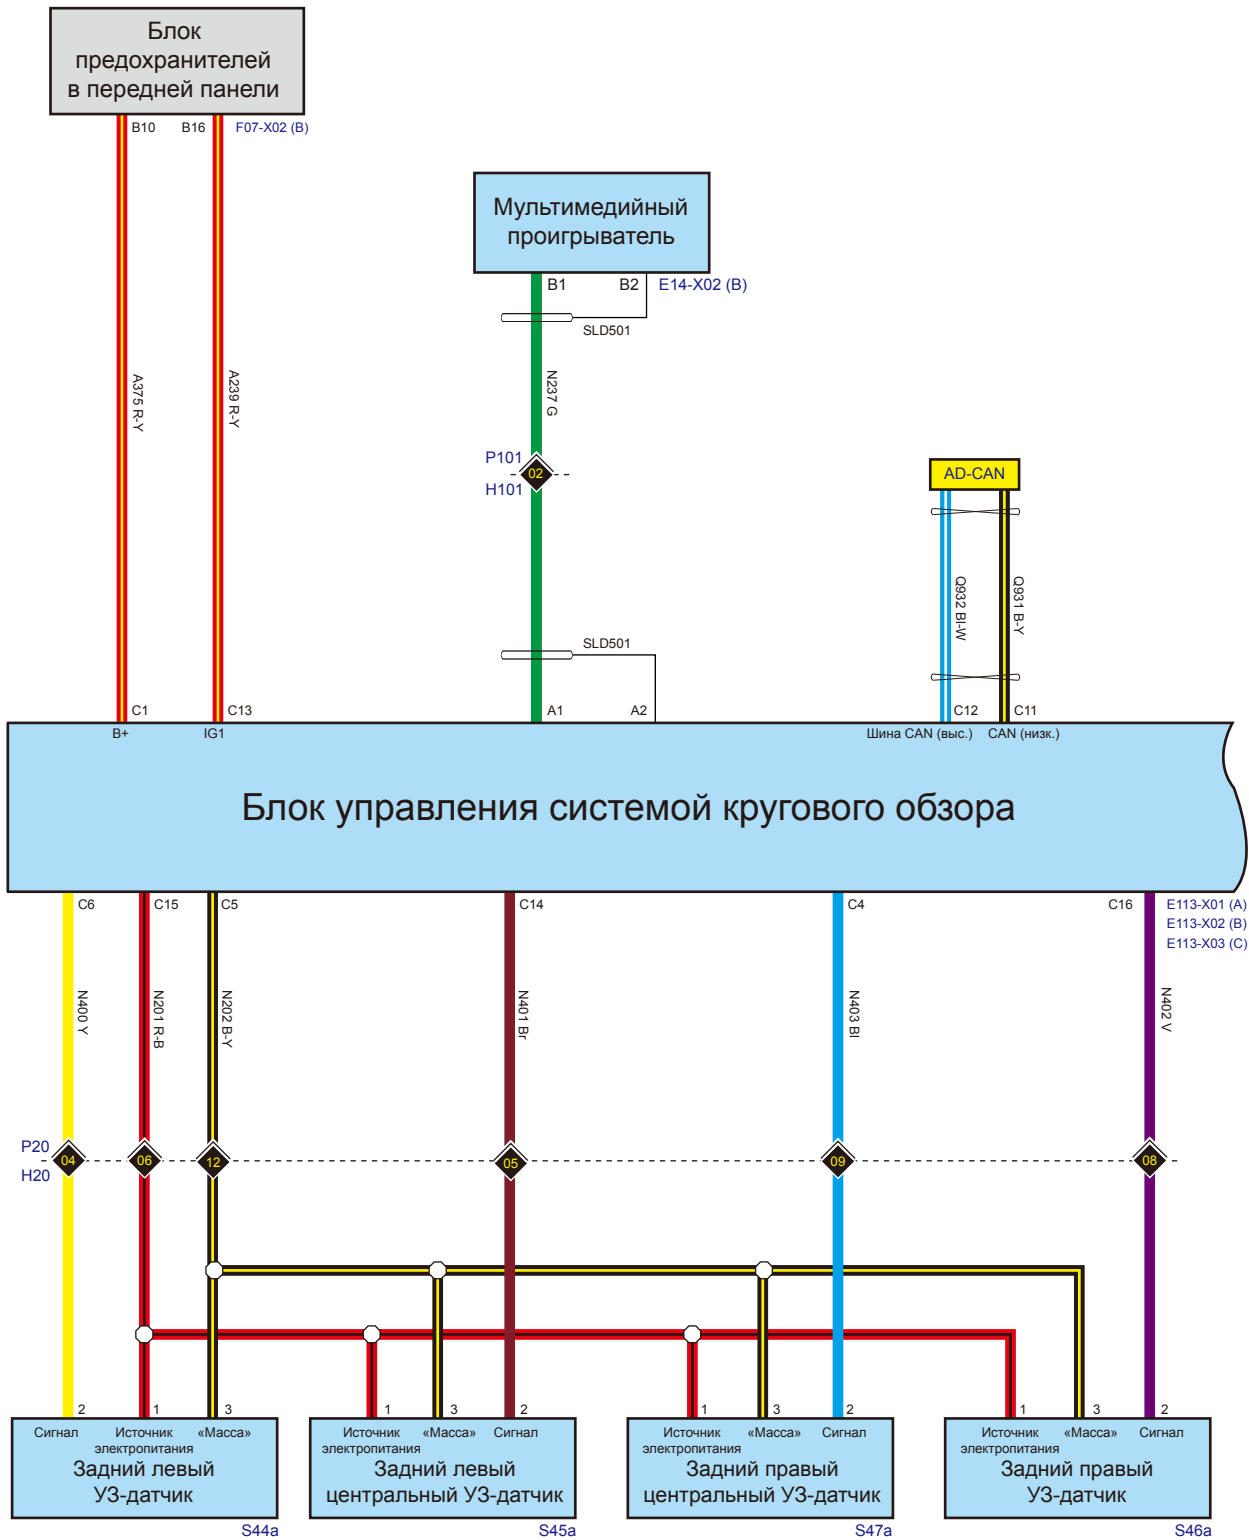 Блок
предохранителей
в передней панели
B10
B16
F07-X02 (B)
Мультимедийный
проигрыватель
B1
B2
E14-X02 (B)
SLD501
A375 R-Y
A239 R-Y
N237 G
P101
02
H101
AD-CAN
Q932 Bl-W
Q931 B-Y
SLD501
C1
C13
A1
A2
C12
C11
B+
IG1
Шина CAN (выс.)
CAN (низк.)
Блок управления системой кругового обзора
C6
C15
C5
C14
C4
C16
E113-X01 (A)
E113-X02 (B)
E113-X03 (C)
N400 Y
N201 R-B
N202 B-Y
N401 Br
N403 Bl
N402 V
P20
H20
04
06
12
05
09
08
2
1
3
1
3
2
1
3
2
1
3
2
Сигнал
Источник
электропитания
«Масса»
Задний левый
УЗ-датчик
S44a
Источник
электропитания
«Масса»
Сигнал
Задний левый
центральный УЗ-датчик
S45a
Источник
электропитания
«Масса»
Сигнал
Задний правый
центральный УЗ-датчик
S47a
Источник
электропитания
«Масса»
Сигнал
Задний правый
УЗ-датчик
S46a